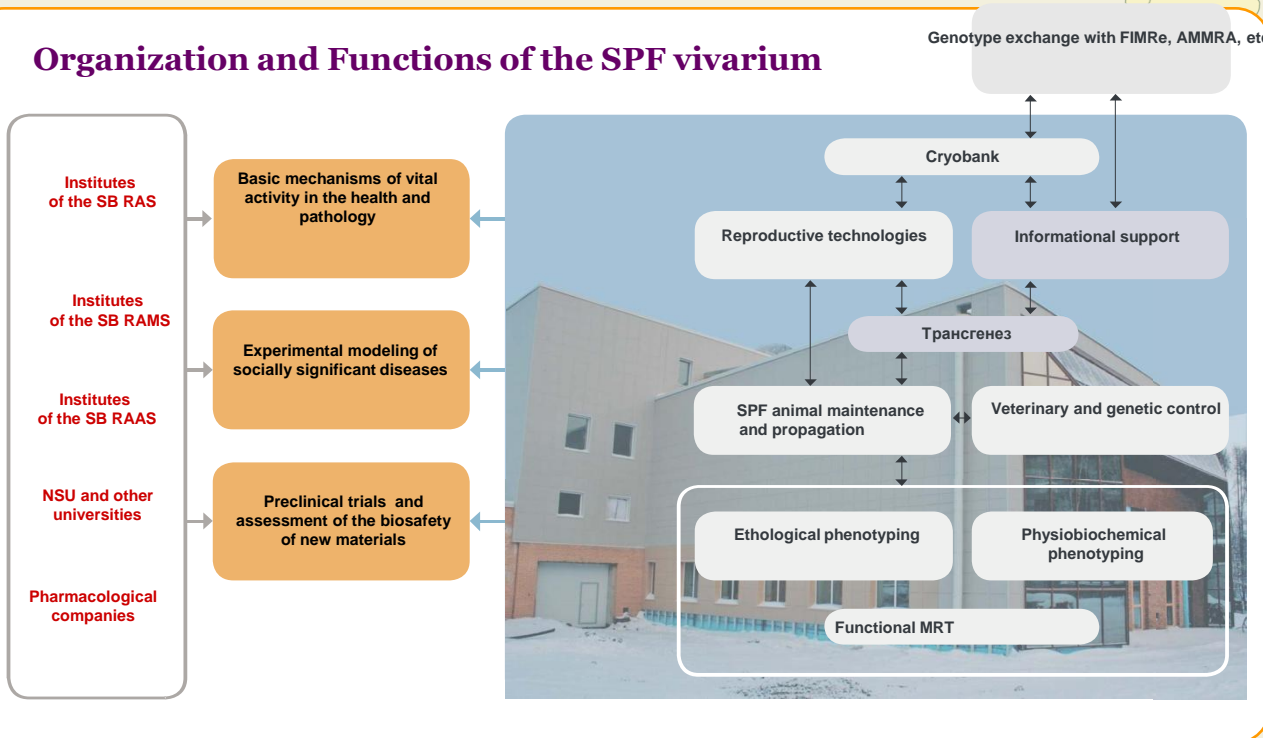 Organization and Functions of the SPF vivarium
Genotype exchange with FIMRe, AMMRA, etc
Institutes
of the SB RAS
Institutes
of the SB RAMS
Institutes
of the SB RAAS
NSU and other
universities
Pharmacological
companies
Basic mechanisms of vital
activity in the health and
pathology
Experimental modeling of
socially significant diseases
Preclinical trials and
assessment of the biosafety
of new materials
Cryobank
Reproductive technologies
Informational support
Трансгенез
SPF animal maintenance
and propagation
Veterinary and genetic control
Ethological phenotyping
Physiobiochemical
phenotyping
Functional MRT